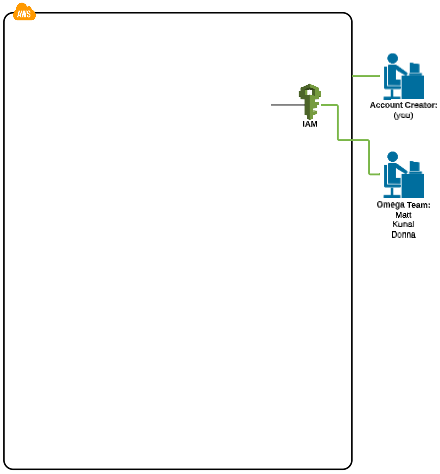 AWS
Account Creator:
(you)
IAM
Omega Team:
Matt
Kunal
Donna